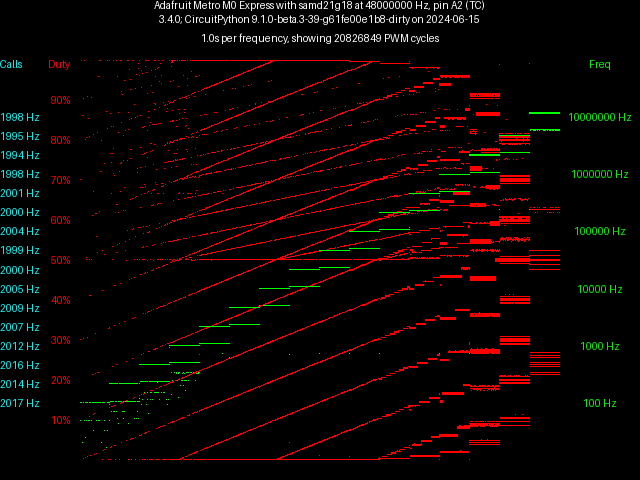 Adafruit Metro M0 Express with samd21g18 at 48000000 Hz, pin A2 (TC)
3.4.0; CircuitPython 9.1.0-beta.3-39-g61fe00e1b8-dirty on 2024-06-15
1.0s per frequency, showing 20826849 PWM cycles
Calls Duty Freq
90%
1998 Hz 10000000 Hz
1995 Hz 80%
1994 Hz
1998 Hz 70% 1000000 Hz
2001 Hz
2000 Hz 60%
2004 Hz 100000 Hz
1999 Hz 50%
2000 Hz
2005 Hz 40% 10000 Hz
2009 Hz
2007 Hz 30%
2012 Hz 1000 Hz
2016 Hz 20%
2014 Hz
2017 Hz 10% 100 Hz